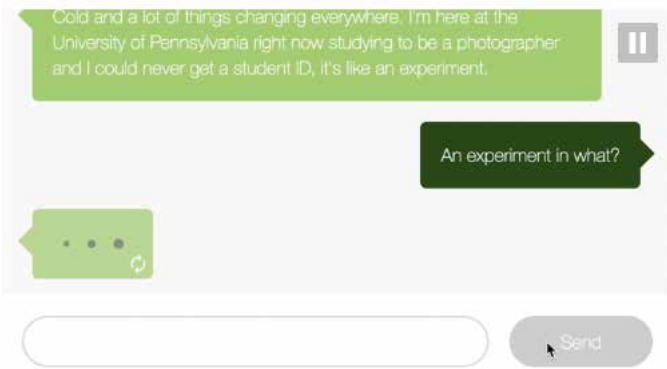 Cold and a lot of things changing everywhere. I'm here at the
University of Pennsylvania right now studying to be a photographer
and I could never get a student ID, it's like an experiment.
An experiment in what?
Send